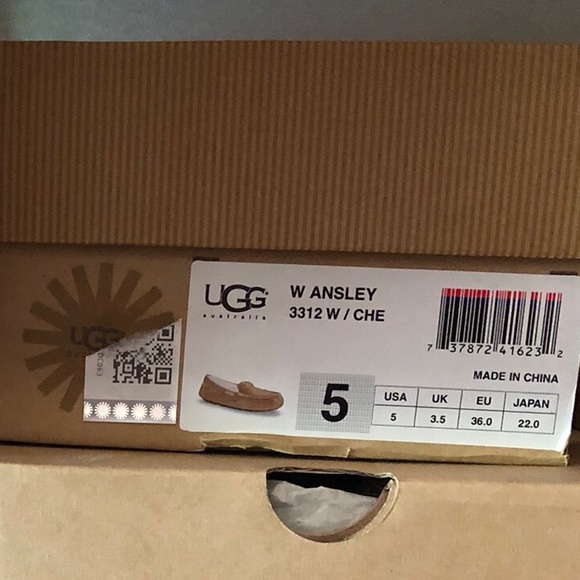 UGG
UGG
australia
W ANSLEY
3312 W / CHE
7 37872 41623 2
MADE IN CHINA
5
USA UK EU JAPAN
5 3.5 36.0 22.0